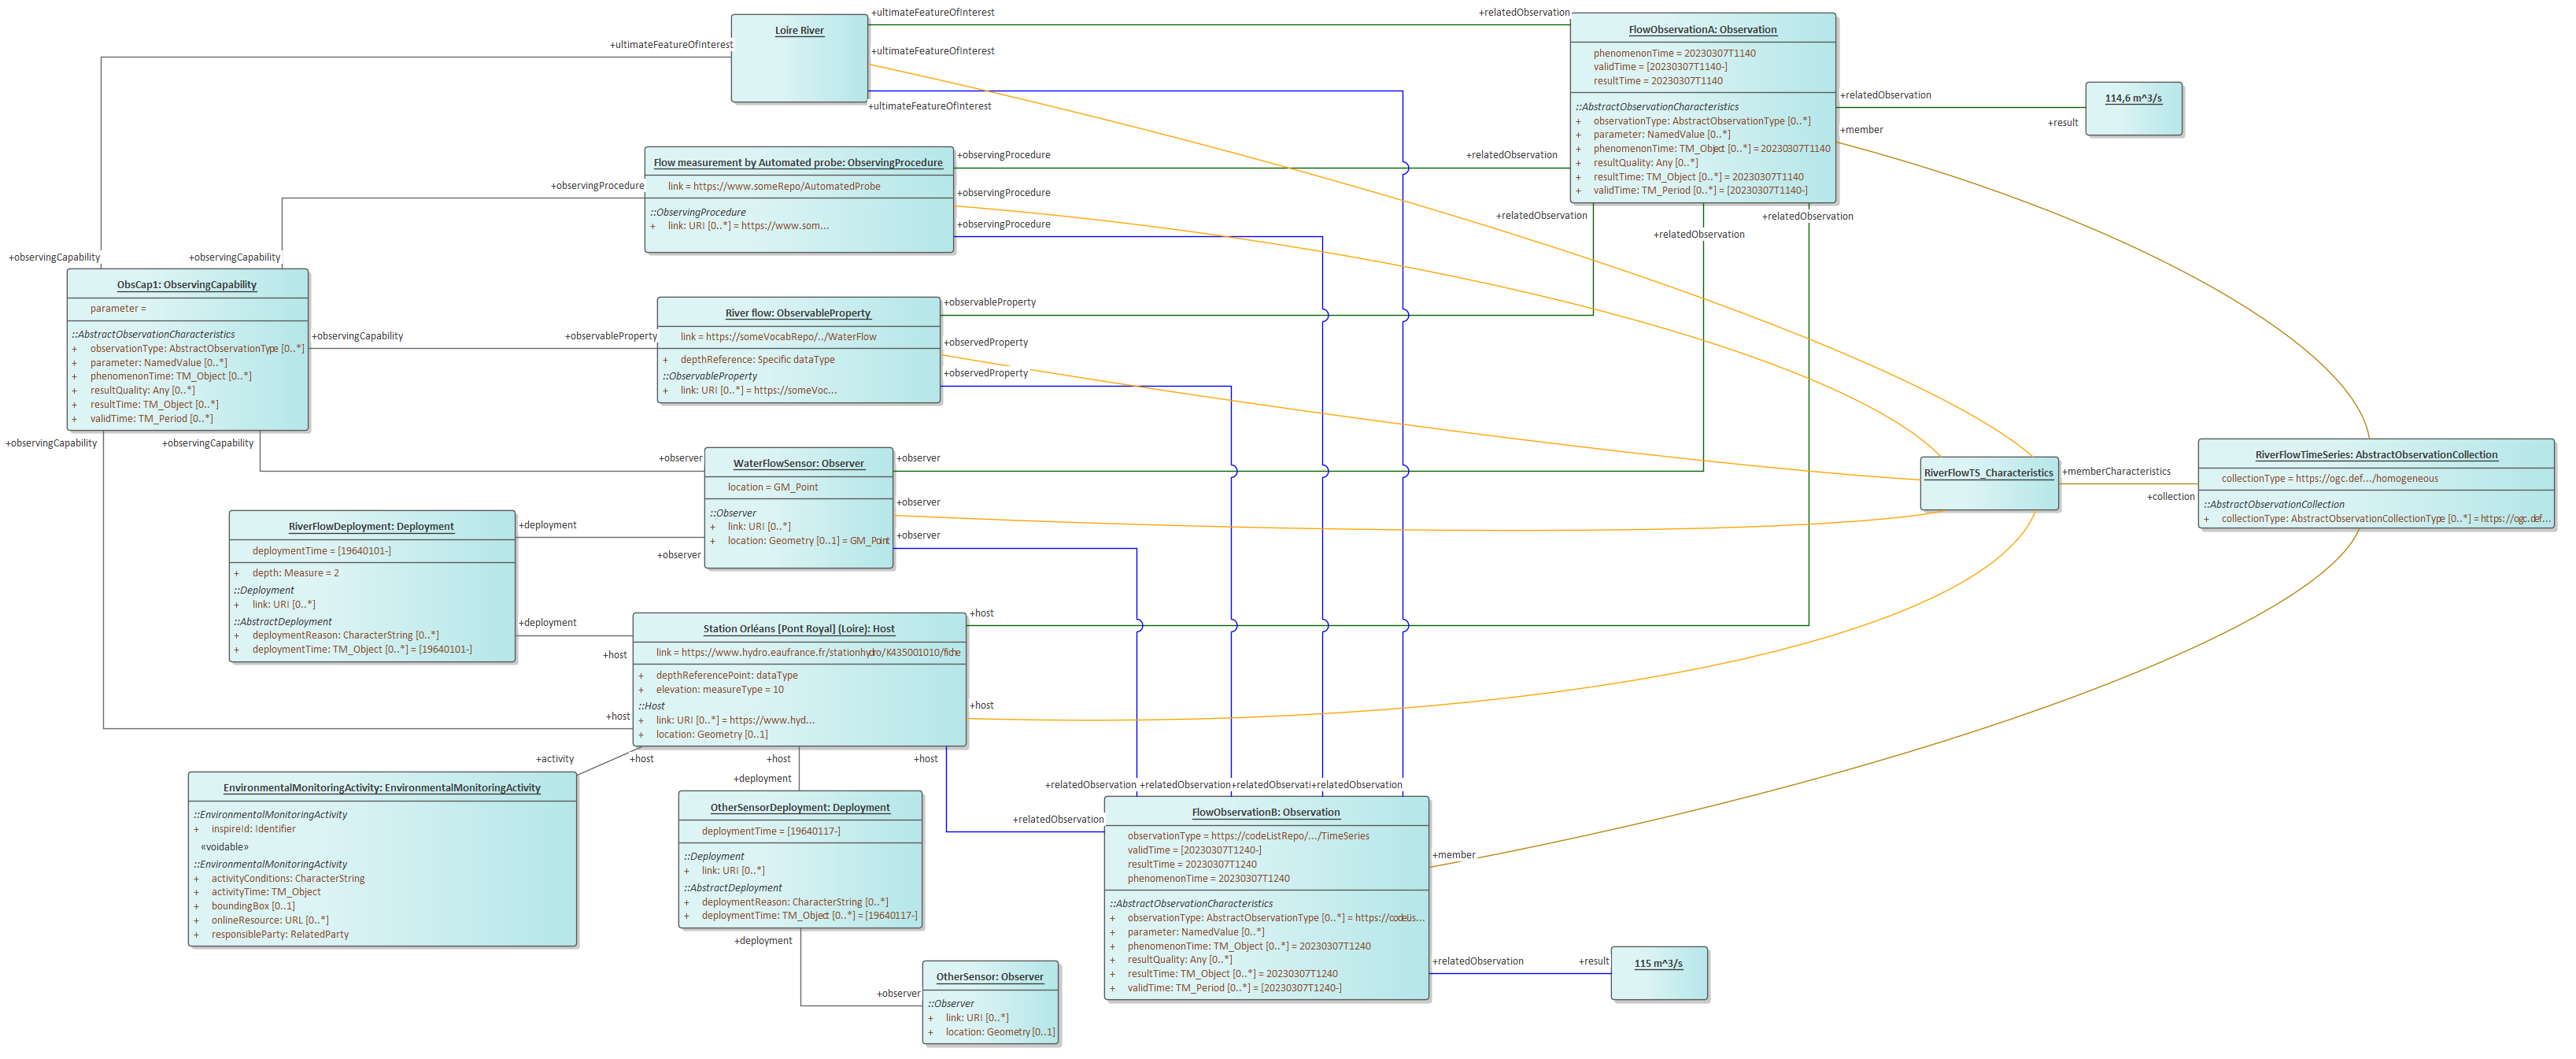 +ultimateFeatureOfInterest
+relatedObservation
Loire River
+ultimateFeatureOfInterest
+ultimateFeatureOfInterest
+ultimateFeatureOfInterest
FlowObservationA: Observation
phenomenonTime = 20230307T1140
validTime = [20230307T1140-]
resultTime = 20230307T1140
::AbstractObservationCharacteristics
+ observationType: AbstractObservationType [0..*]
+ parameter: NamedValue [0..*]
+ phenomenonTime: TM_Object [0..*] = 20230307T1140
+ resultQuality: Any [0..*]
+ resultTime: TM_Object [0..*] = 20230307T1140
+ validTime: TM_Period [0..*] = [20230307T1140-]
+relatedObservation
+result
114,6 m^3/s
+member
+relatedObservation
+relatedObservation
+relatedObservation
+relatedObservation
Flow measurement by Automated probe: ObservingProcedure
link = https://www.someRepo/AutomatedProbe
::ObservingProcedure
+ link: URI [0..*] = https://www.som...
+observingProcedure
+observingProcedure
+observingProcedure
+observingProcedure
+observingCapability
+observingCapability
ObsCap1: ObservingCapability
parameter =
::AbstractObservationCharacteristics
+ observationType: AbstractObservationType [0..*]
+ parameter: NamedValue [0..*]
+ phenomenonTime: TM_Object [0..*]
+ resultQuality: Any [0..*]
+ resultTime: TM_Object [0..*]
+ validTime: TM_Period [0..*]
+observingCapability
+observingCapability
+observingCapability
+observableProperty
River flow: ObservableProperty
link = https://someVocabRepo/../WaterFlow
+ depthReference: Specific dataType
::ObservableProperty
+ link: URI [0..*] = https://someVoc...
+observableProperty
+observedProperty
+observedProperty
+observer
WaterFlowSensor: Observer
location = GM_Point
::Observer
+ link: URI [0..*]
+ location: Geometry [0..1] = GM_Point
+observer
+observer
+observer
+observer
RiverFlowTS_Characteristics
+memberCharacteristics
+collection
RiverFlowTimeSeries: AbstractObservationCollection
collectionType = https://ogc.def.../homogeneous
::AbstractObservationCollection
+ collectionType: AbstractObservationCollectionType [0..*] = https://ogc.def...
RiverFlowDeployment: Deployment
deploymentTime = [19640101-]
+ depth: Measure = 2
::Deployment
+ link: URI [0..*]
::AbstractDeployment
+ deploymentReason: CharacterString [0..*]
+ deploymentTime: TM_Object [0..*] = [19640101-]
+deployment
+deployment
+host
+host
Station Orléans [Pont Royal] (Loire): Host
link = https://www.hydro.eaufrance.fr/stationhydro/K435001010/fiche
+ depthReferencePoint: dataType
+ elevation: measureType = 10
::Host
+ link: URI [0..*] = https://www.hyd...
+ location: Geometry [0..1]
+host
+host
+activity
+host
+host
+host
+deployment
EnvironmentalMonitoringActivity: EnvironmentalMonitoringActivity
::EnvironmentalMonitoringActivity
+ inspireId: Identifier
«voidable»
::EnvironmentalMonitoringActivity
+ activityConditions: CharacterString
+ activityTime: TM_Object
+ boundingBox [0..1]
+ onlineResource: URL [0..*]
+ responsibleParty: RelatedParty
OtherSensorDeployment: Deployment
deploymentTime = [19640117-]
::Deployment
+ link: URI [0..*]
::AbstractDeployment
+ deploymentReason: CharacterString [0..*]
+ deploymentTime: TM_Object [0..*] = [19640117-]
+deployment
+observer
OtherSensor: Observer
::Observer
+ link: URI [0..*]
+ location: Geometry [0..1]
+relatedObservation
+relatedObservation
+relatedObservati
+relatedObservation
+relatedObservation
FlowObservationB: Observation
observationType = https://codeListRepo/.../TimeSeries
validTime = [20230307T1240-]
resultTime = 20230307T1240
phenomenonTime = 20230307T1240
::AbstractObservationCharacteristics
+ observationType: AbstractObservationType [0..*] = https://codeLis...
+ parameter: NamedValue [0..*]
+ phenomenonTime: TM_Object [0..*] = 20230307T1240
+ resultQuality: Any [0..*]
+ resultTime: TM_Object [0..*] = 20230307T1240
+ validTime: TM_Period [0..*] = [20230307T1240-]
+member
+relatedObservation
+result
115 m^3/s